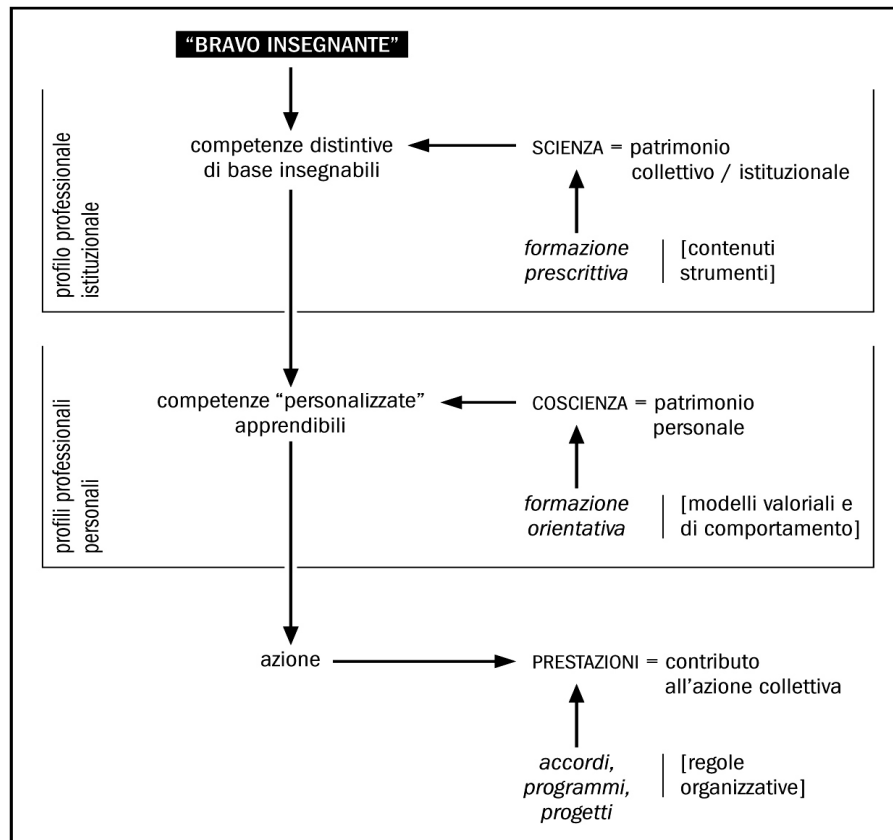 “BRAVO INSEGNANTE”
profilo professionale
istituzionale
competenze distintive
di base insegnabili
SCIENZA = patrimonio
collettivo / istituzionale
formazione
prescrittiva
[contenuti
strumenti]
profili professionali
personali
competenze “personalizzate”
apprendibili
COSCIENZA = patrimonio
personale
formazione
orientativa
[modelli valoriali e
di comportamento]
azione
PRESTAZIONI = contributo
all’azione collettiva
accordi,
programmi,
progetti
[regole
organizzative]